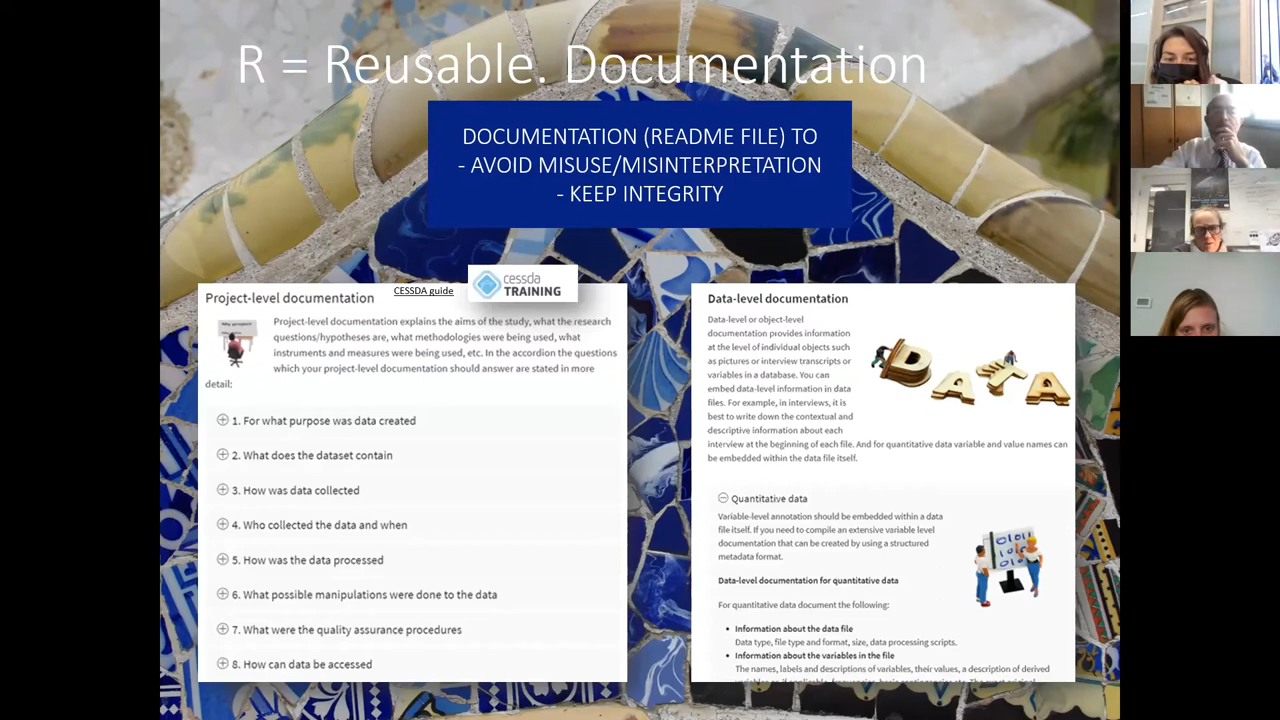 R = Reusable. Documentation
DOCUMENTATION (README FILE) TO
- AVOID MISUSE/MISINTERPRETATION
- KEEP INTEGRITY
Project-level documentation
CESSDA guide
cessda
TRAINING
My project
Project-level documentation explains the aims of the study, what the research
questions/hypotheses are, what methodologies were being used, what
instruments and measures were being used, etc. In the accordion the questions
which your project-level documentation should answer are stated in more
detail:
1. For what purpose was data created
2. What does the dataset contain
3. How was data collected
4. Who collected the data and when
5. How was the data processed
6. What possible manipulations were done to the data
7. What were the quality assurance procedures
8. How can data be accessed
Data-level documentation
Data-level or object-level
documentation provides information
at the level of individual objects such
as pictures or interview transcripts or
variables in a database. You can
embed data-level information in data
files. For example, in interviews, it is
best to write down the contextual and
descriptive information about each
interview at the beginning of each file. And for quantitative data variable and value names can
be embedded within the data file itself.
DATA
Quantitative data
Variable-level annotation should be embedded within a data
file itself. If you need to compile an extensive variable level
documentation that can be created by using a structured
metadata format.
Data-level documentation for quantitative data
For quantitative data document the following:
• Information about the data file
Data type, file type and format, size, data processing scripts.
• Information about the variables in the file
The names, labels and descriptions of variables, their values, a description of derived